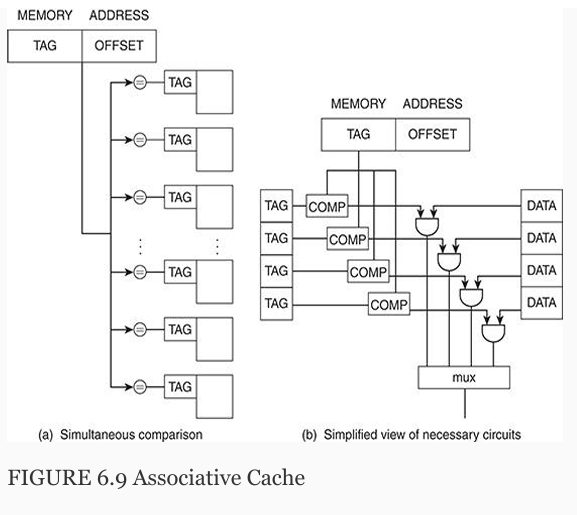 MEMORY ADDRESS
TAG OFFSET
TAG
TAG
TAG
TAG
TAG
TAG
(a) Simultaneous comparison
MEMORY ADDRESS
TAG OFFSET
TAG COMP DATA
TAG COMP DATA
TAG COMP DATA
TAG COMP DATA
mux
(b) Simplified view of necessary circuits
FIGURE 6.9 Associative Cache